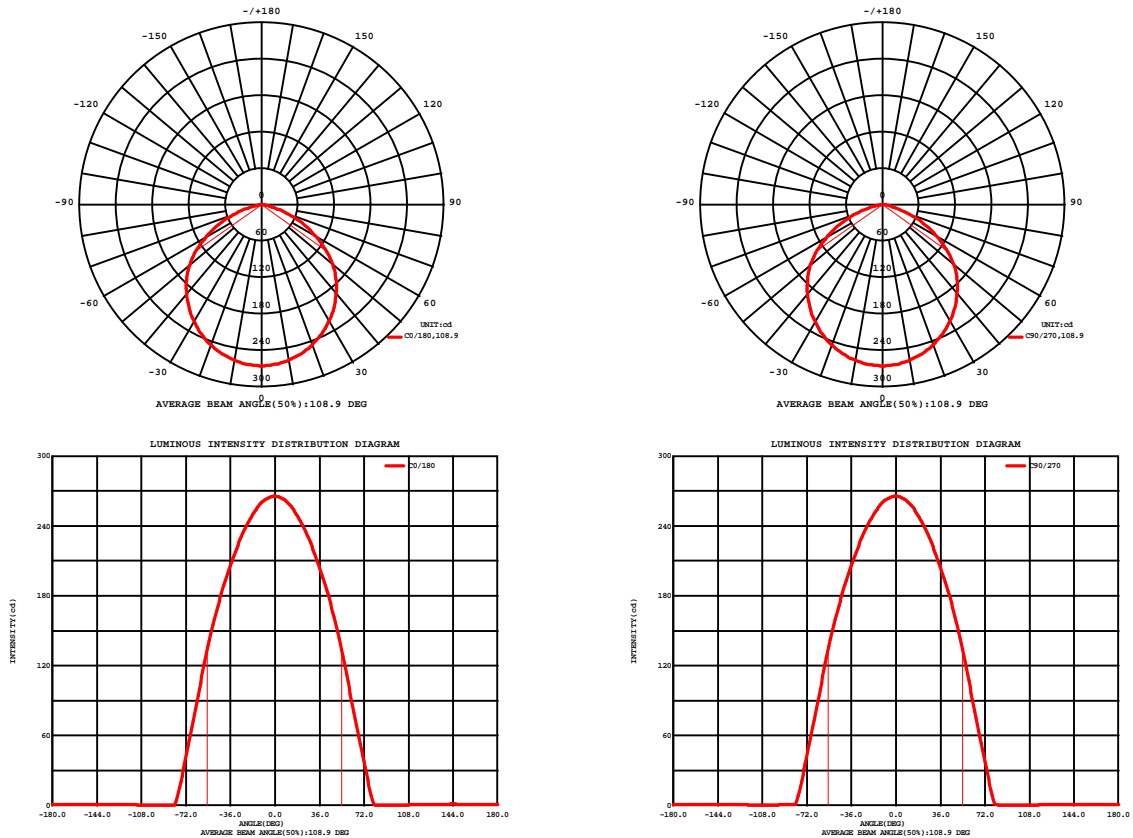 -/+180
-150 150
-120 120
-90 0 90
60
120
-60 180 60
UNIT:cd
C0/180,108.9
240
-30 300 30
0
AVERAGE BEAM ANGLE(50%):108.9 DEG
-/+180
-150 150
-120 120
-90 0 90
60
120
-60 180 60
UNIT:cd
C90/270,108.9
240
-30 300 30
0
AVERAGE BEAM ANGLE(50%):108.9 DEG
LUMINOUS INTENSITY DISTRIBUTION DIAGRAM
300
C0/180
240
180
INTENSITY(cd)
120
60
0
-180.0 -144.0 -108.0 -72.0 -36.0 0.0 36.0 72.0 108.0 144.0 180.0
ANGLE(DEG)
AVERAGE BEAM ANGLE(50%):108.9 DEG
LUMINOUS INTENSITY DISTRIBUTION DIAGRAM
300
C90/270
240
180
INTENSITY(cd)
120
60
0
-180.0 -144.0 -108.0 -72.0 -36.0 0.0 36.0 72.0 108.0 144.0 180.0
ANGLE(DEG)
AVERAGE BEAM ANGLE(50%):108.9 DEG